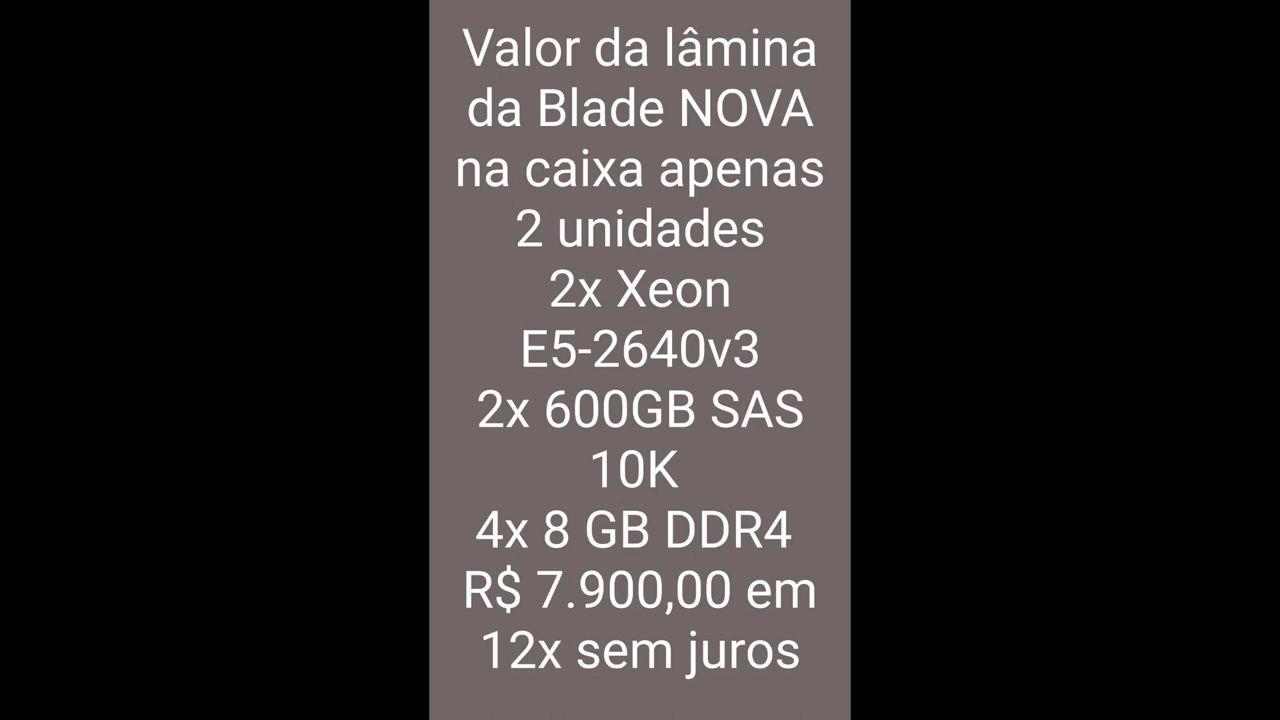 Valor da lâmina
da Blade NOVA
na caixa apenas
2 unidades
2x Xeon
E5-2640v3
2x 600GB SAS
10K
4x 8 GB DDR4
R$ 7.900,00 em
12x sem juros